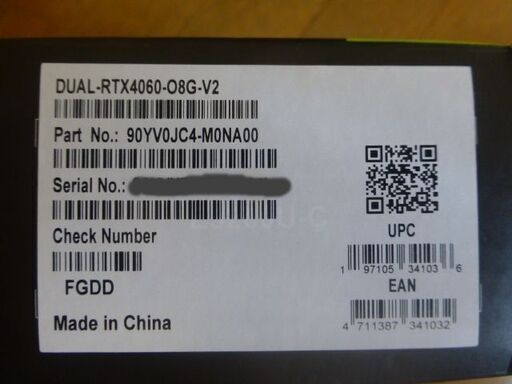 DUAL-RTX4060-O8G-V2
Part No.: 90YV0JC4-M0NA00
Serial No.:
Check Number
FGDD
Made in China
UPC
1 97105 34103 6
EAN
4 711387 341032